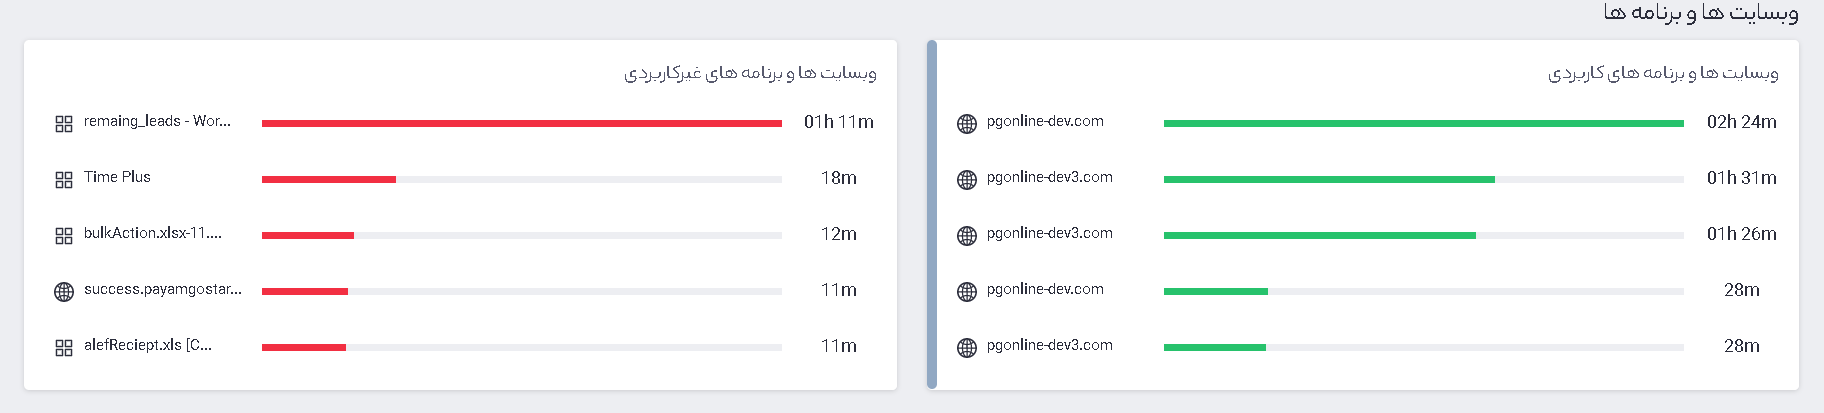 وبسایت ها و برنامه ها
وبسایت ها و برنامه های کاربردی
pgonline-dev.com 02h 24m
pgonline-dev3.com 01h 31m
pgonline-dev3.com 01h 26m
pgonline-dev.com 28m
pgonline-dev3.com 28m
وبسایت ها و برنامه های غیرکاربردی
remaing_leads - Wor... 01h 11m
Time Plus 18m
bulkAction.xlsx-11.... 12m
success.payamgostar... 11m
alefReciept.xls [C... 11m